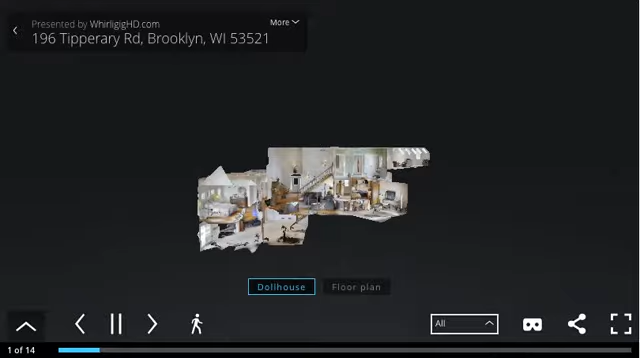 Presented by WhirligigHD.com
More
196 Tipperary Rd, Brooklyn, WI 53521
Dollhouse
Floor plan
All
1 of 14